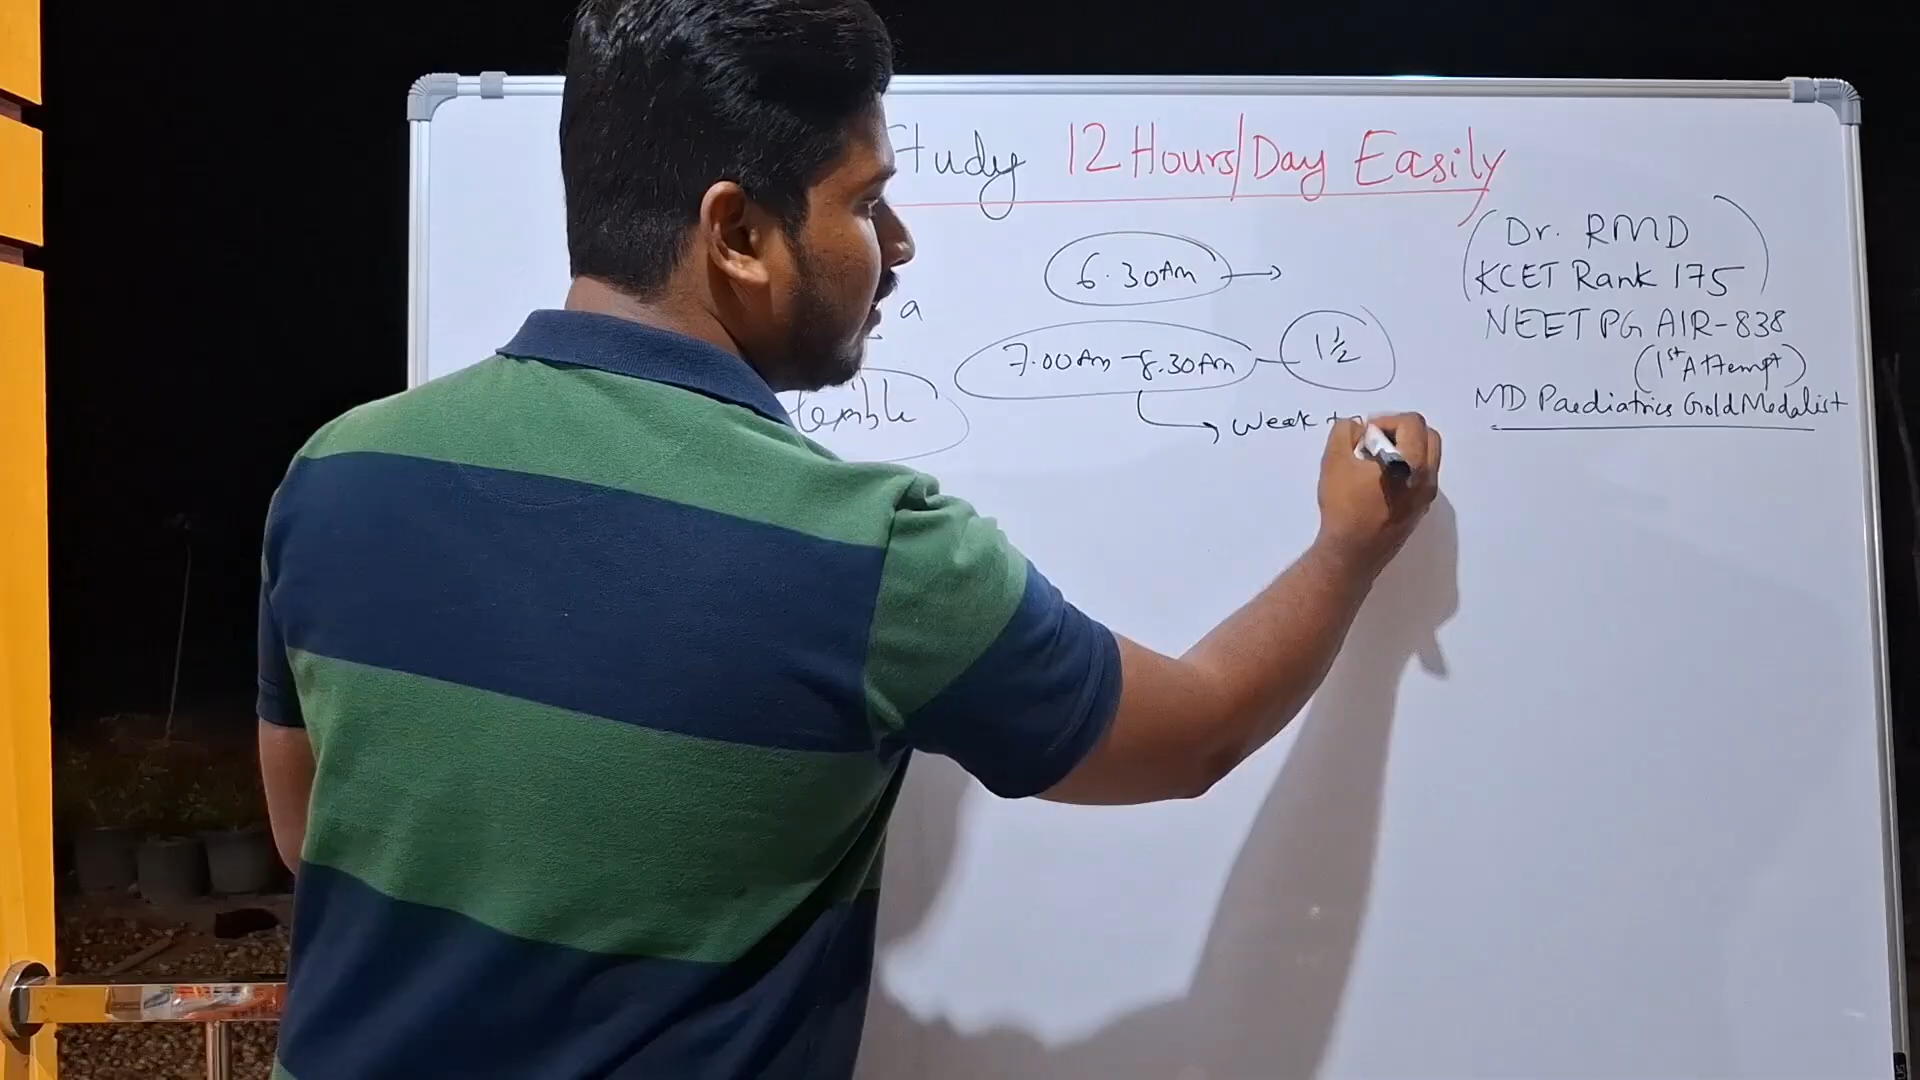 Study 12 Hours/Day Easily
6.30Am →
7.00Am - 8.30Am — 1½
→ Week
a
Dr. RMD
KCET Rank 175
NEET PG AIR-838
(1st Attempt)
MD Paediatrics Gold Medalist